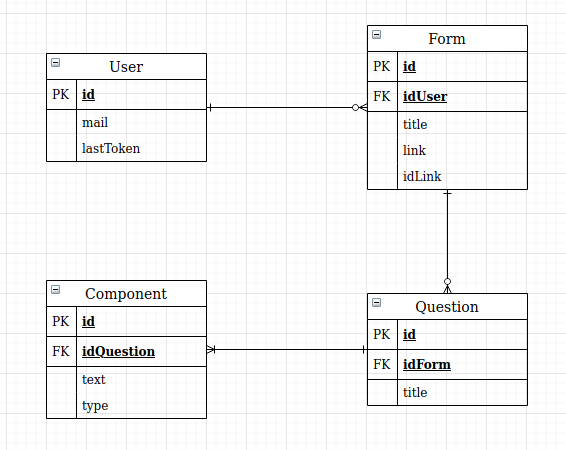 User
PK id
mail
lastToken
Form
PK id
FK idUser
title
link
idLink
Component
PK id
FK idQuestion
text
type
Question
PK id
FK idForm
title